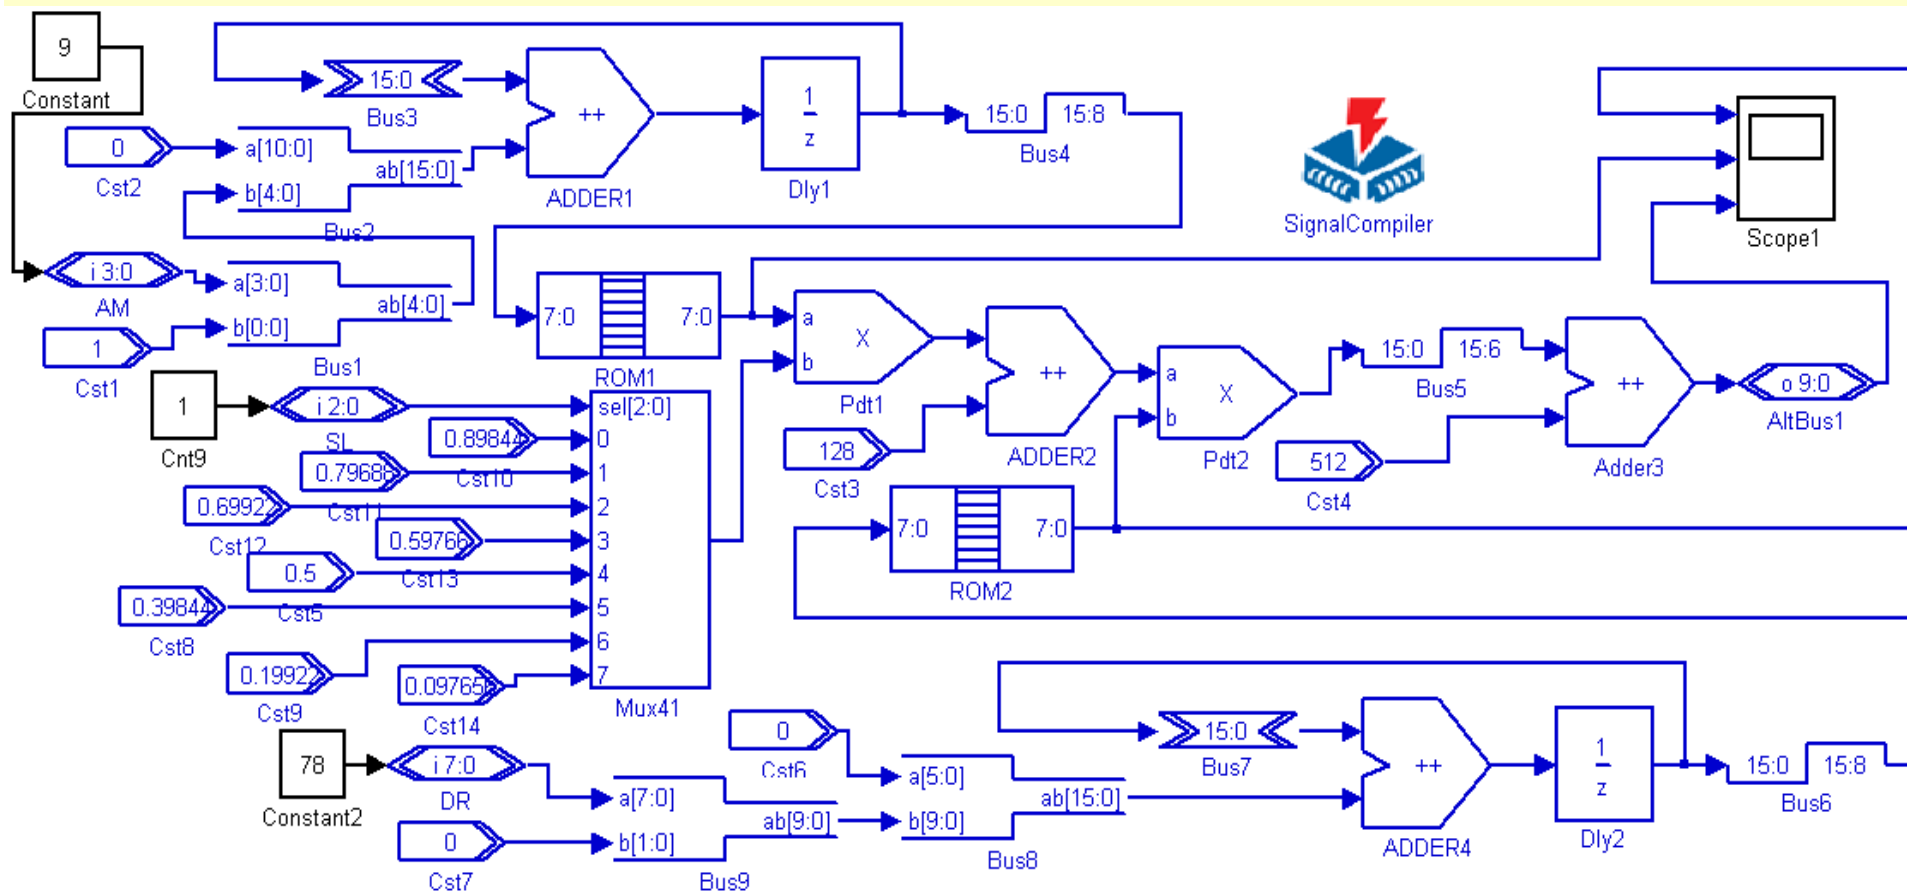 9
Constant
15:0
Bus3
++
ADDER1
1
z
Dly1
15:0 15:8
Bus4
0
Cst2
a[10:0]
b[4:0]
ab[15:0]
Bus2
SignalCompiler
Scope1
i 3:0
AM
a[3:0]
b[0:0]
ab[4:0]
Bus1
1
Cst1
7:0 7:0
ROM1
a
b
X
Pdt1
++
ADDER2
a
b
X
Pdt2
15:0 15:6
Bus5
++
Adder3
o 9:0
AltBus1
1
Cnt9
i 2:0
SL
sel[2:0]
0
1
2
3
4
5
6
7
Mux41
0.89844
Cst10
0.79688
Cst11
0.69922
Cst12
0.59766
Cst13
0.5
Cst5
0.39844
Cst8
0.19922
Cst9
0.097656
Cst14
128
Cst3
512
Cst4
7:0 7:0
ROM2
78
Constant2
i 7:0
DR
0
Cst7
a[7:0]
b[1:0]
ab[9:0]
Bus9
0
Cst6
a[5:0]
b[9:0]
ab[15:0]
Bus8
15:0
Bus7
++
ADDER4
1
z
Dly2
15:0 15:8
Bus6